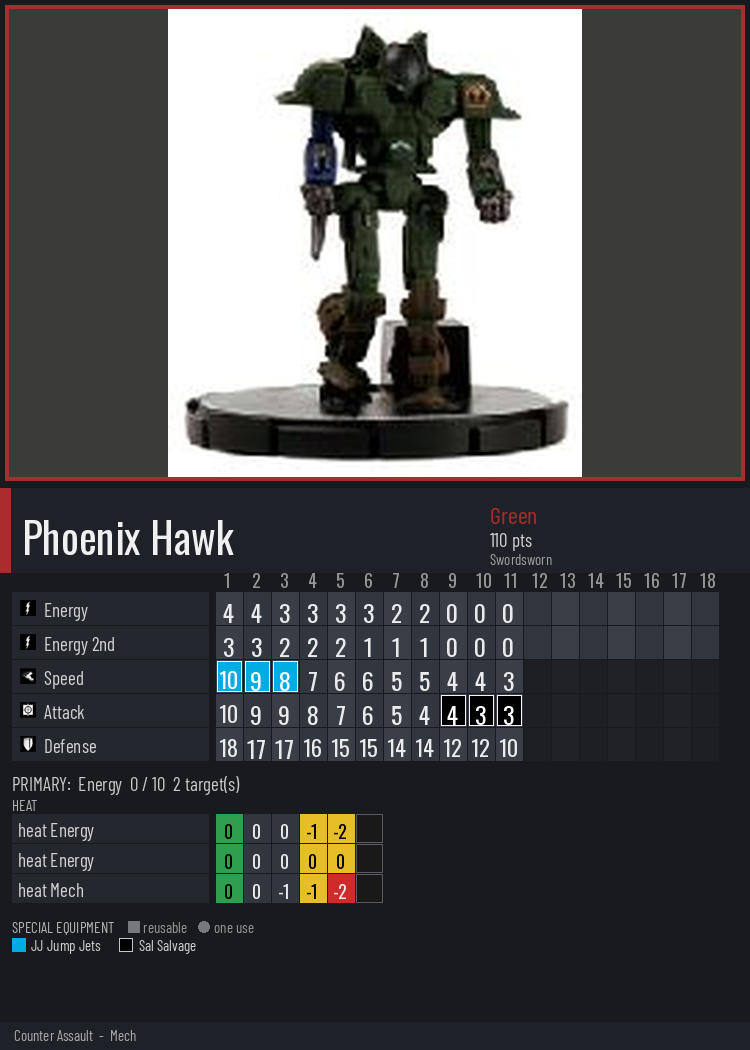 Phoenix Hawk
Green
110 pts
Swordsworn
1 2 3 4 5 6 7 8 9 10 11 12 13 14 15 16 17 18
Energy 4 4 3 3 3 3 2 2 0 0 0
Energy 2nd 3 3 2 2 2 1 1 1 0 0 0
Speed 10 9 8 7 6 6 5 5 4 4 3
Attack 10 9 9 8 7 6 5 4 4 3 3
Defense 18 17 17 16 15 15 14 14 12 12 10
PRIMARY: Energy 0 / 10 2 target(s)
HEAT
heat Energy 0 0 0 -1 -2
heat Energy 0 0 0 0 0
heat Mech 0 0 -1 -1 -2
SPECIAL EQUIPMENT reusable one use
JJ Jump Jets Sal Salvage
Counter Assault - Mech